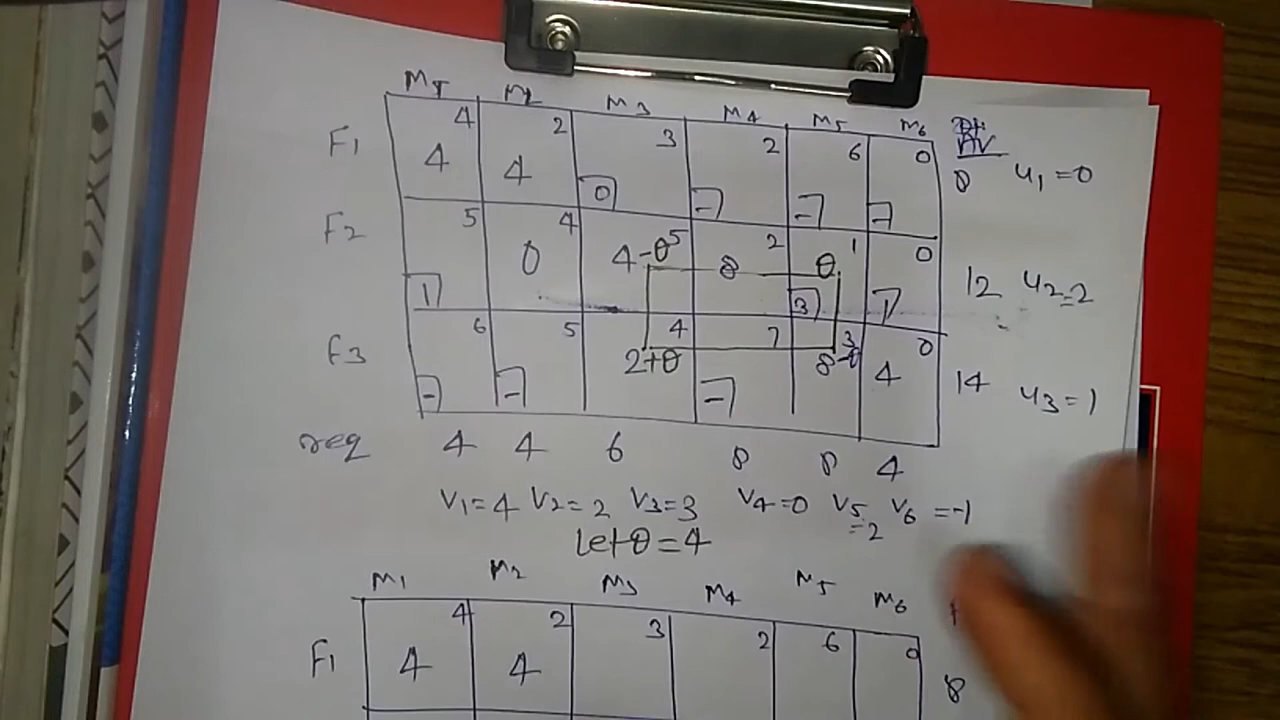 M1 M2 M3 M4 M5 M6
F1 4 4 4 2 0 3 - 2 - 6 - 0 8 u1=0
F2 5 1 4 0 5 4-θ 2 8 1 θ 3 0 1 12 u2=2
F3 6 - 5 - 4 2+θ 7 - 3 8-θ 0 4 14 u3=1
req 4 4 6 8 8 4
V1=4 V2=2 V3=3 V4=0 V5=2 V6=-1
Let θ=4
M1 M2 M3 M4 M5 M6
F1 4 4 2 4 3 2 6 0 8